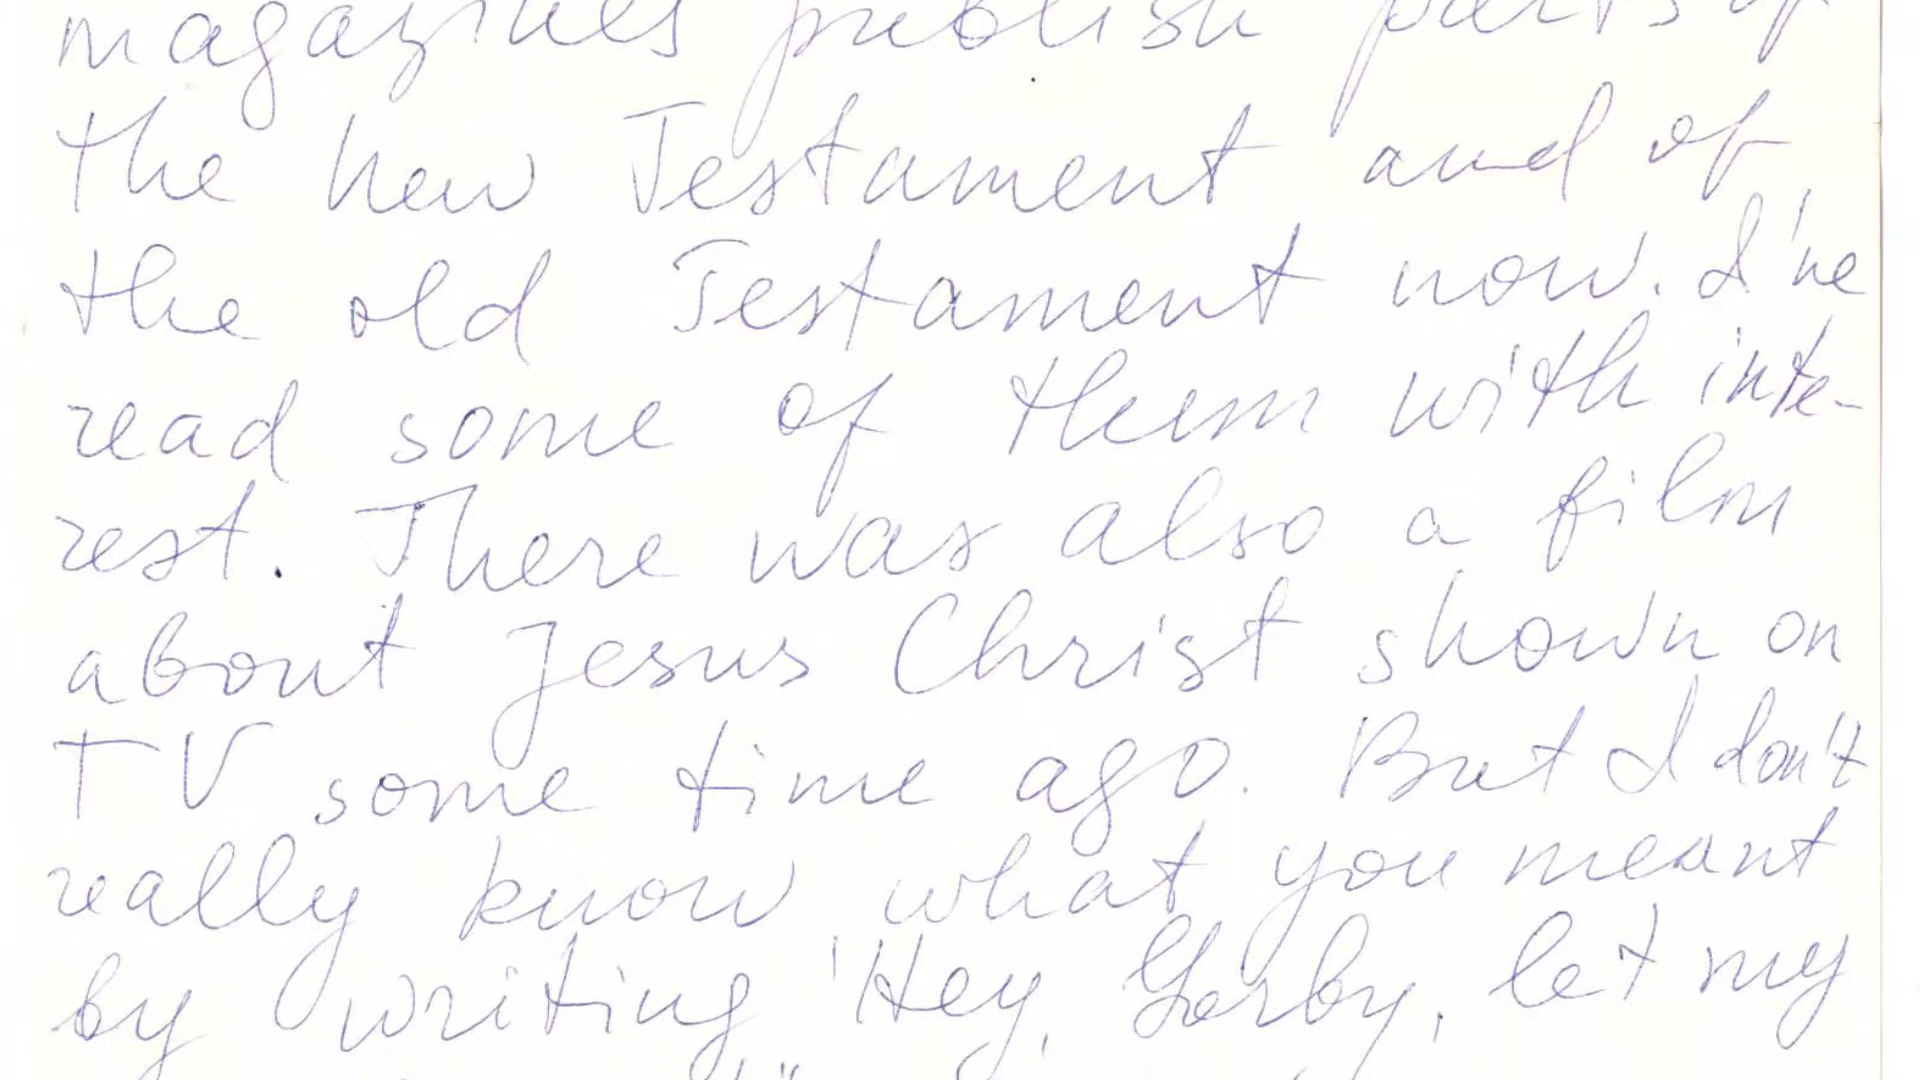 magazines publish parts of
the new Testament and of
the old Testament now. I've
read some of them with inte-
rest. There was also a film
about Jesus Christ shown on
TV some time ago. But I don't
really know what you meant
by writing "Hey, Gorby, let my